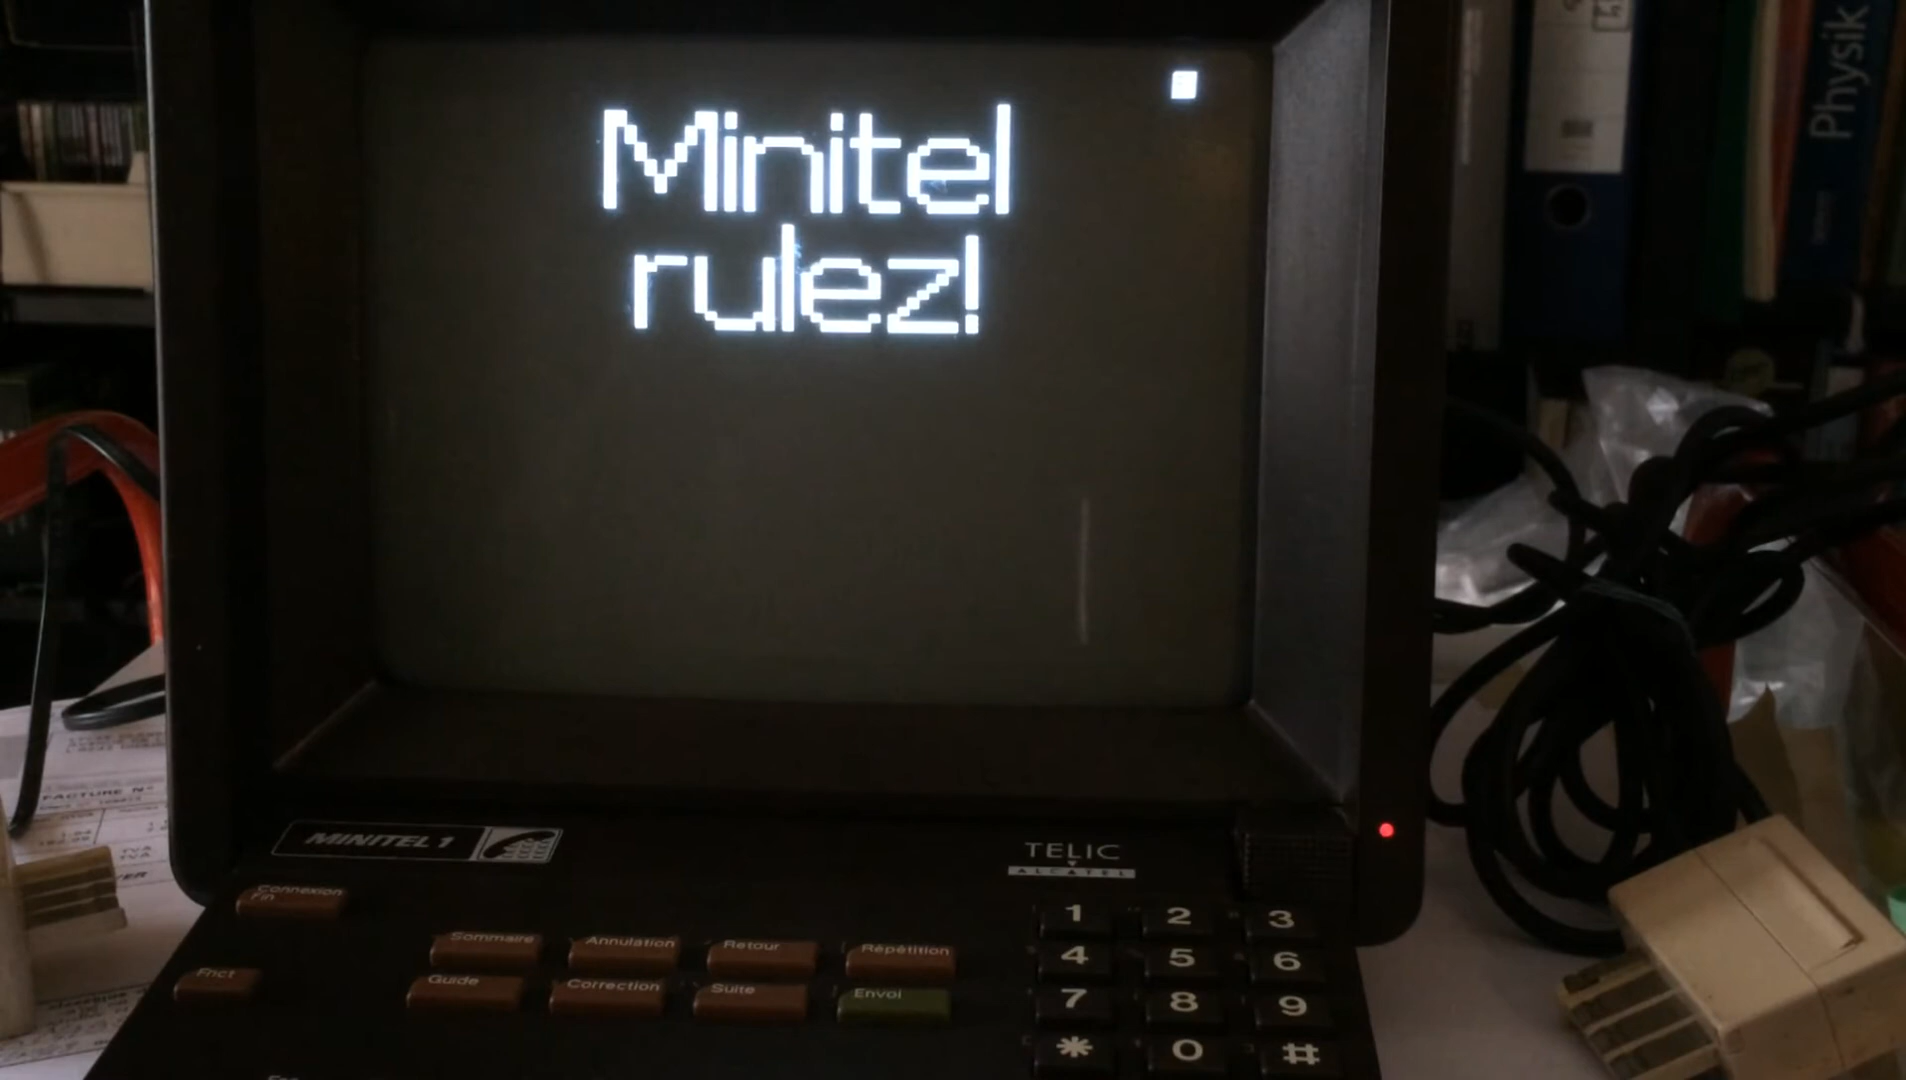 Minitel
rulez!
Physik
FACTURE N°
MINITEL 1
TELIC
ALCATEL
Connexion
Fin
1 2 3
Sommaire Annulation Retour Répétition
4 5 6
Fnct Guide Correction Suite Envoi
7 8 9
* 0 #